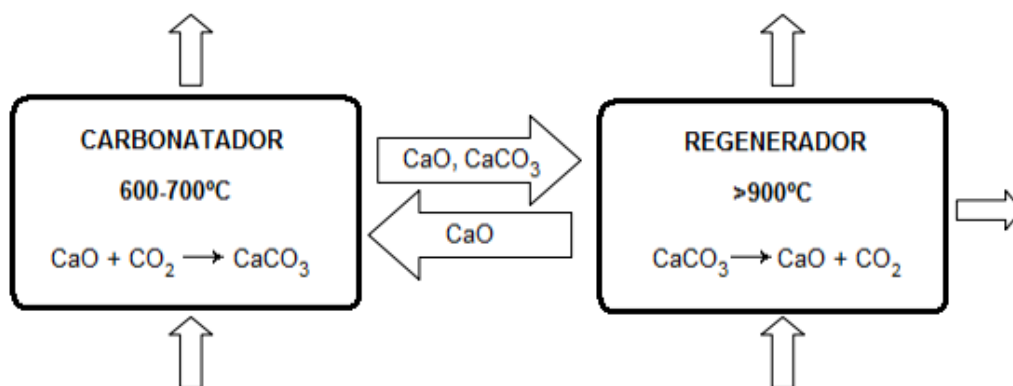 CARBONATADOR
600-700ºC
CaO + CO₂ → CaCO₃
CaO, CaCO₃
CaO
REGENERADOR
>900ºC
CaCO₃ → CaO + CO₂